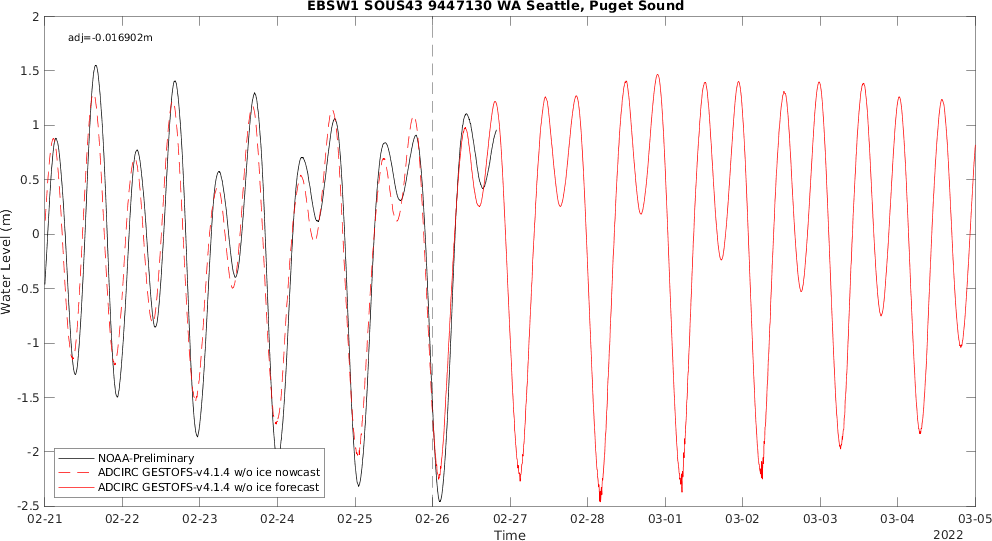 EBSW1 SOUS43 9447130 WA Seattle, Puget Sound
adj=-0.016902m
2
1.5
1
0.5
0
-0.5
-1
-1.5
-2
-2.5
Water Level (m)
NOAA-Preliminary
ADCIRC GESTOFS-v4.1.4 w/o ice nowcast
ADCIRC GESTOFS-v4.1.4 w/o ice forecast
02-21 02-22 02-23 02-24 02-25 02-26 02-27 02-28 03-01 03-02 03-03 03-04 03-05
Time
2022